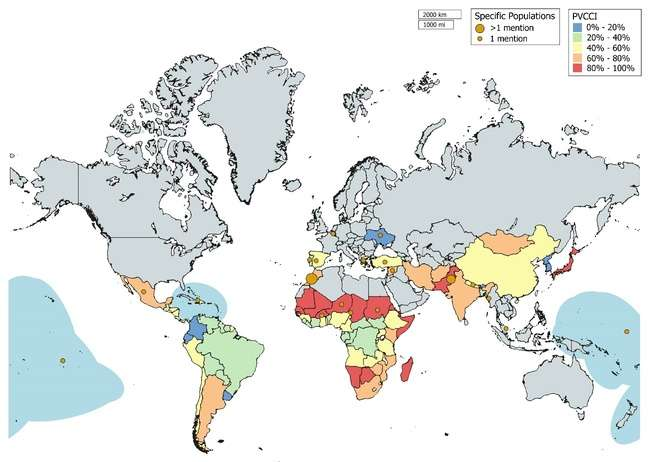 2000 km
1000 mi
Specific Populations
>1 mention
1 mention
PVCCI
0% - 20%
20% - 40%
40% - 60%
60% - 80%
80% - 100%